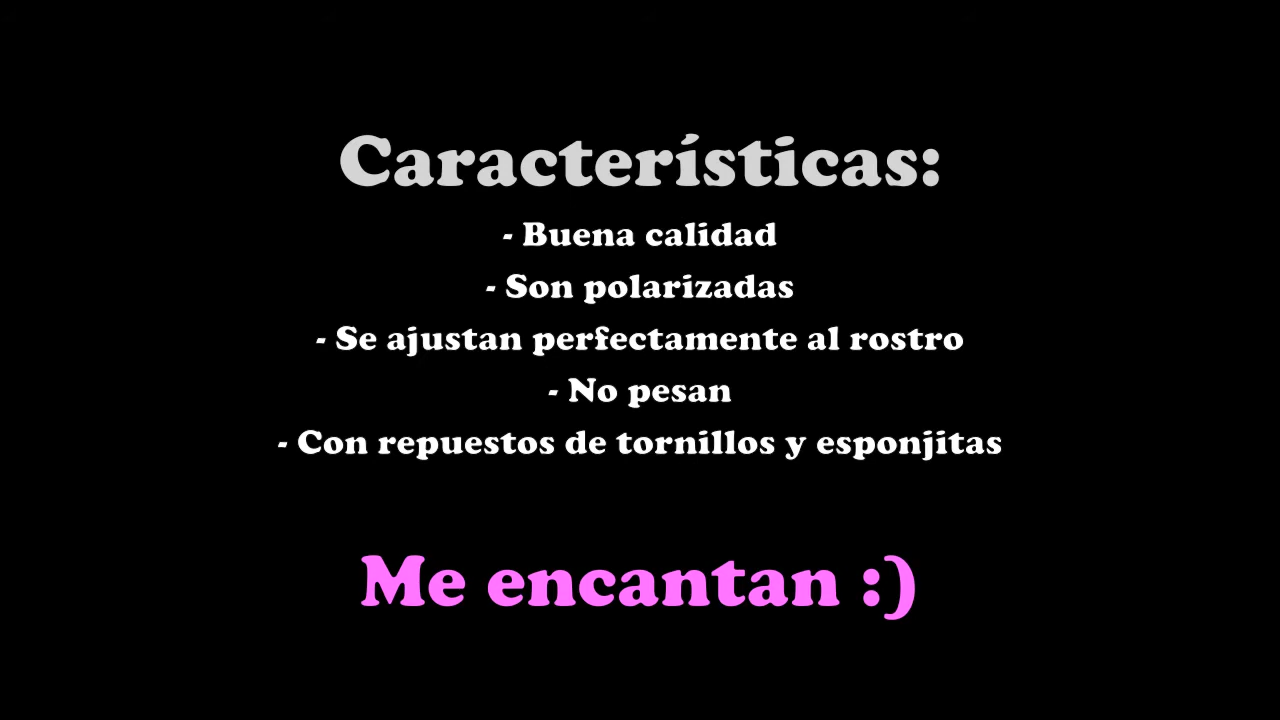 Características:
- Buena calidad
- Son polarizadas
- Se ajustan perfectamente al rostro
- No pesan
- Con repuestos de tornillos y esponjitas
Me encantan :)